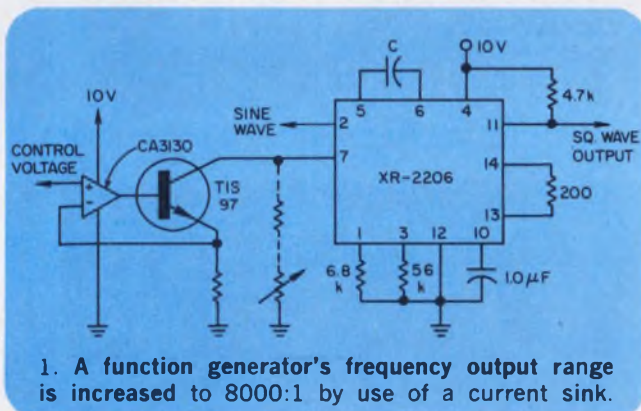 C
10V
10V
5
6
4
4.7k
SINE
WAVE
2
11
CA3130
CONTROL
VOLTAGE
+
-
TIS
97
7
XR-2206
SQ. WAVE
OUTPUT
14
200
13
1
3
12
10
6.8
k
56
k
1.0µF
1. A function generator's frequency output range
is increased to 8000:1 by use of a current sink.